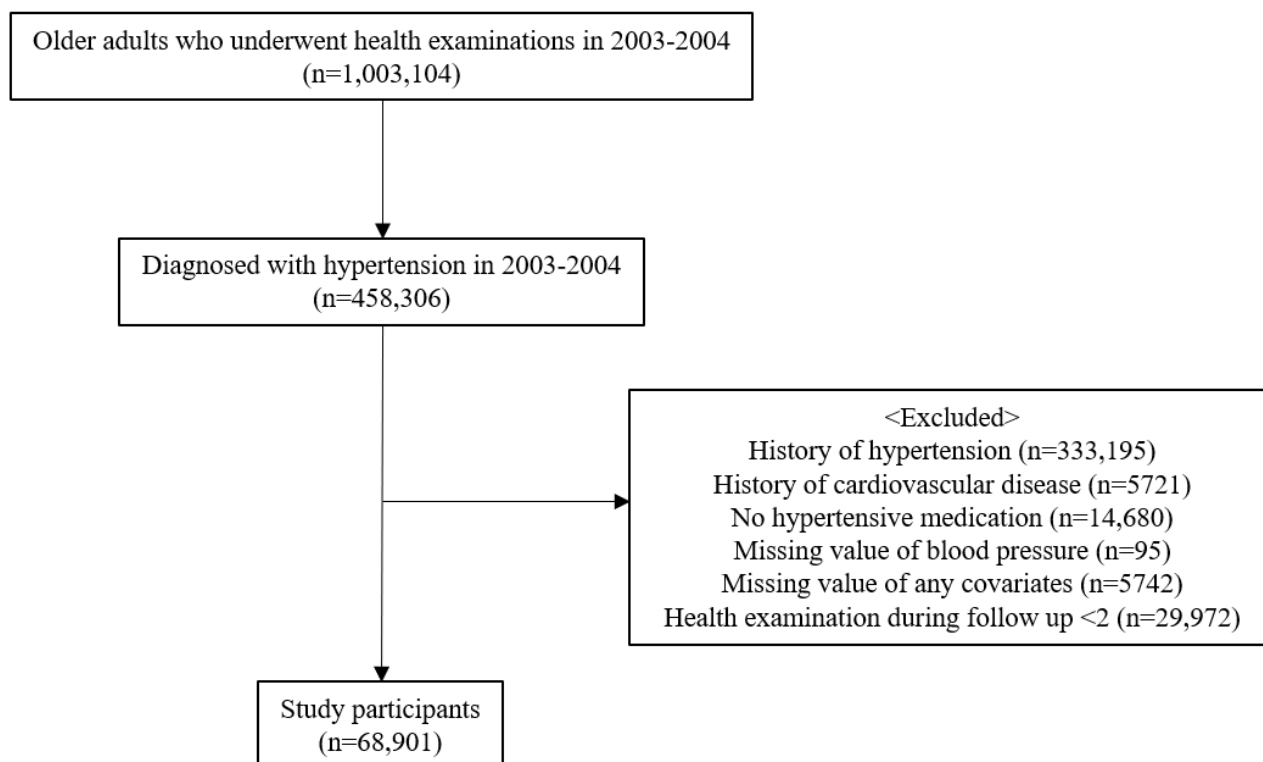 Older adults who underwent health examinations in 2003-2004
(n=1,003,104)
Diagnosed with hypertension in 2003-2004
(n=458,306)
<Excluded>
History of hypertension (n=333,195)
History of cardiovascular disease (n=5721)
No hypertensive medication (n=14,680)
Missing value of blood pressure (n=95)
Missing value of any covariates (n=5742)
Health examination during follow up <2 (n=29,972)
Study participants
(n=68,901)